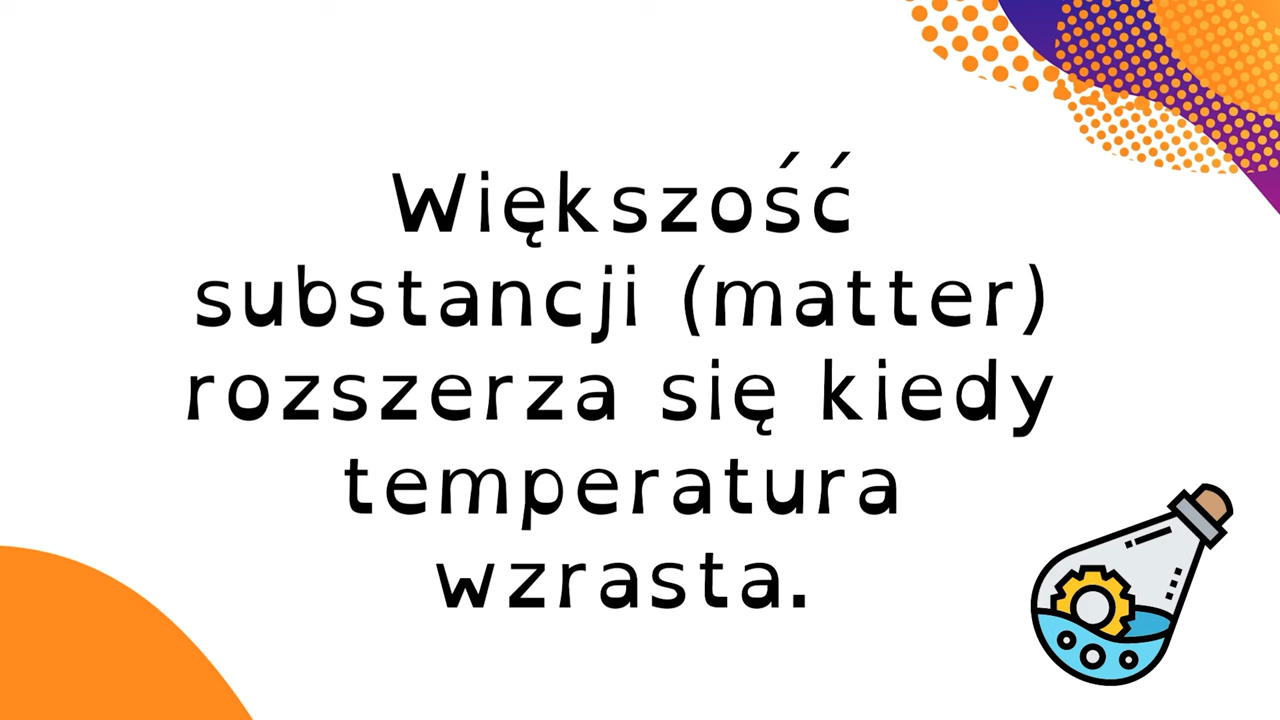 Większość
substancji (matter)
rozszerza się kiedy
temperatura
wzrasta.